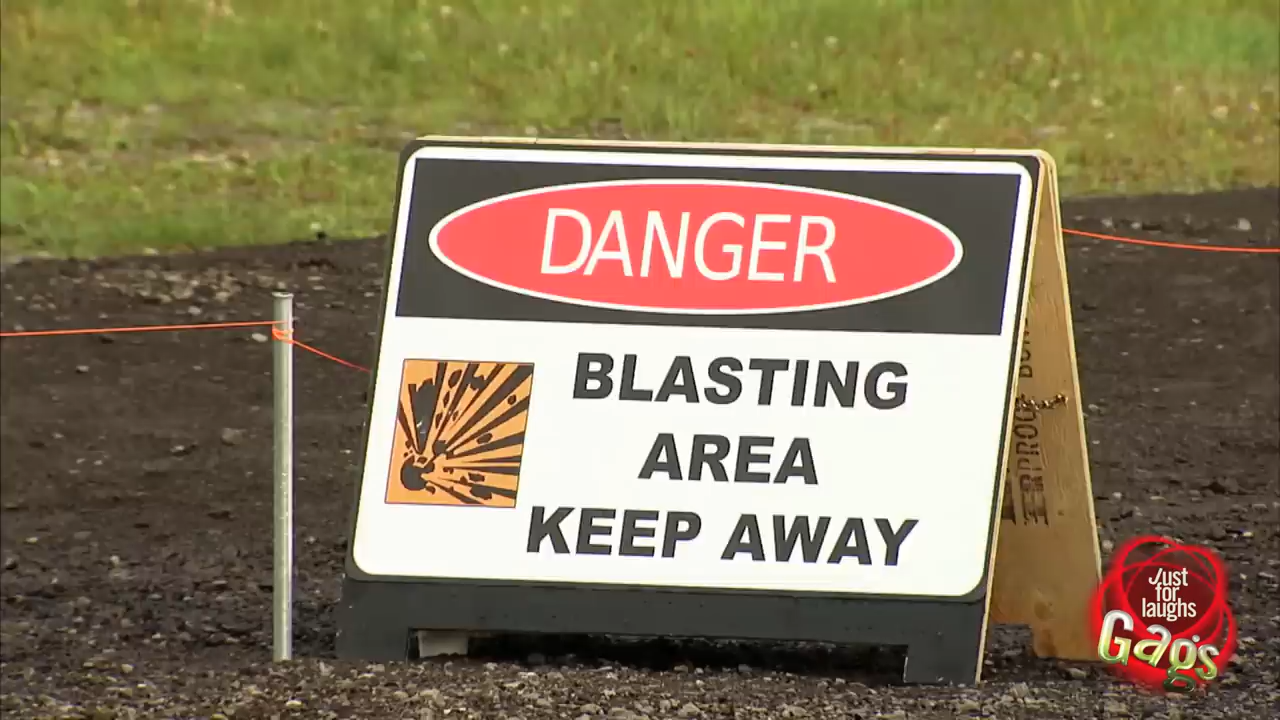 DANGER
BLASTING
AREA
KEEP AWAY
Just
for
laughs
Gags